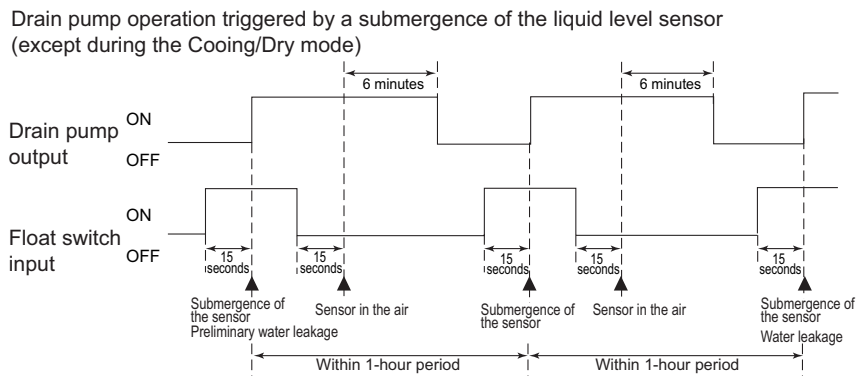 Drain pump operation triggered by a submergence of the liquid level sensor
(except during the Cooing/Dry mode)
6 minutes
6 minutes
Drain pump
output
ON
OFF
Float switch
input
ON
OFF
15
seconds
15
seconds
15
seconds
15
seconds
15
seconds
Submergence of
the sensor
Preliminary water leakage
Sensor in the air
Submergence of
the sensor
Sensor in the air
Submergence of
the sensor
Water leakage
Within 1-hour period
Within 1-hour period